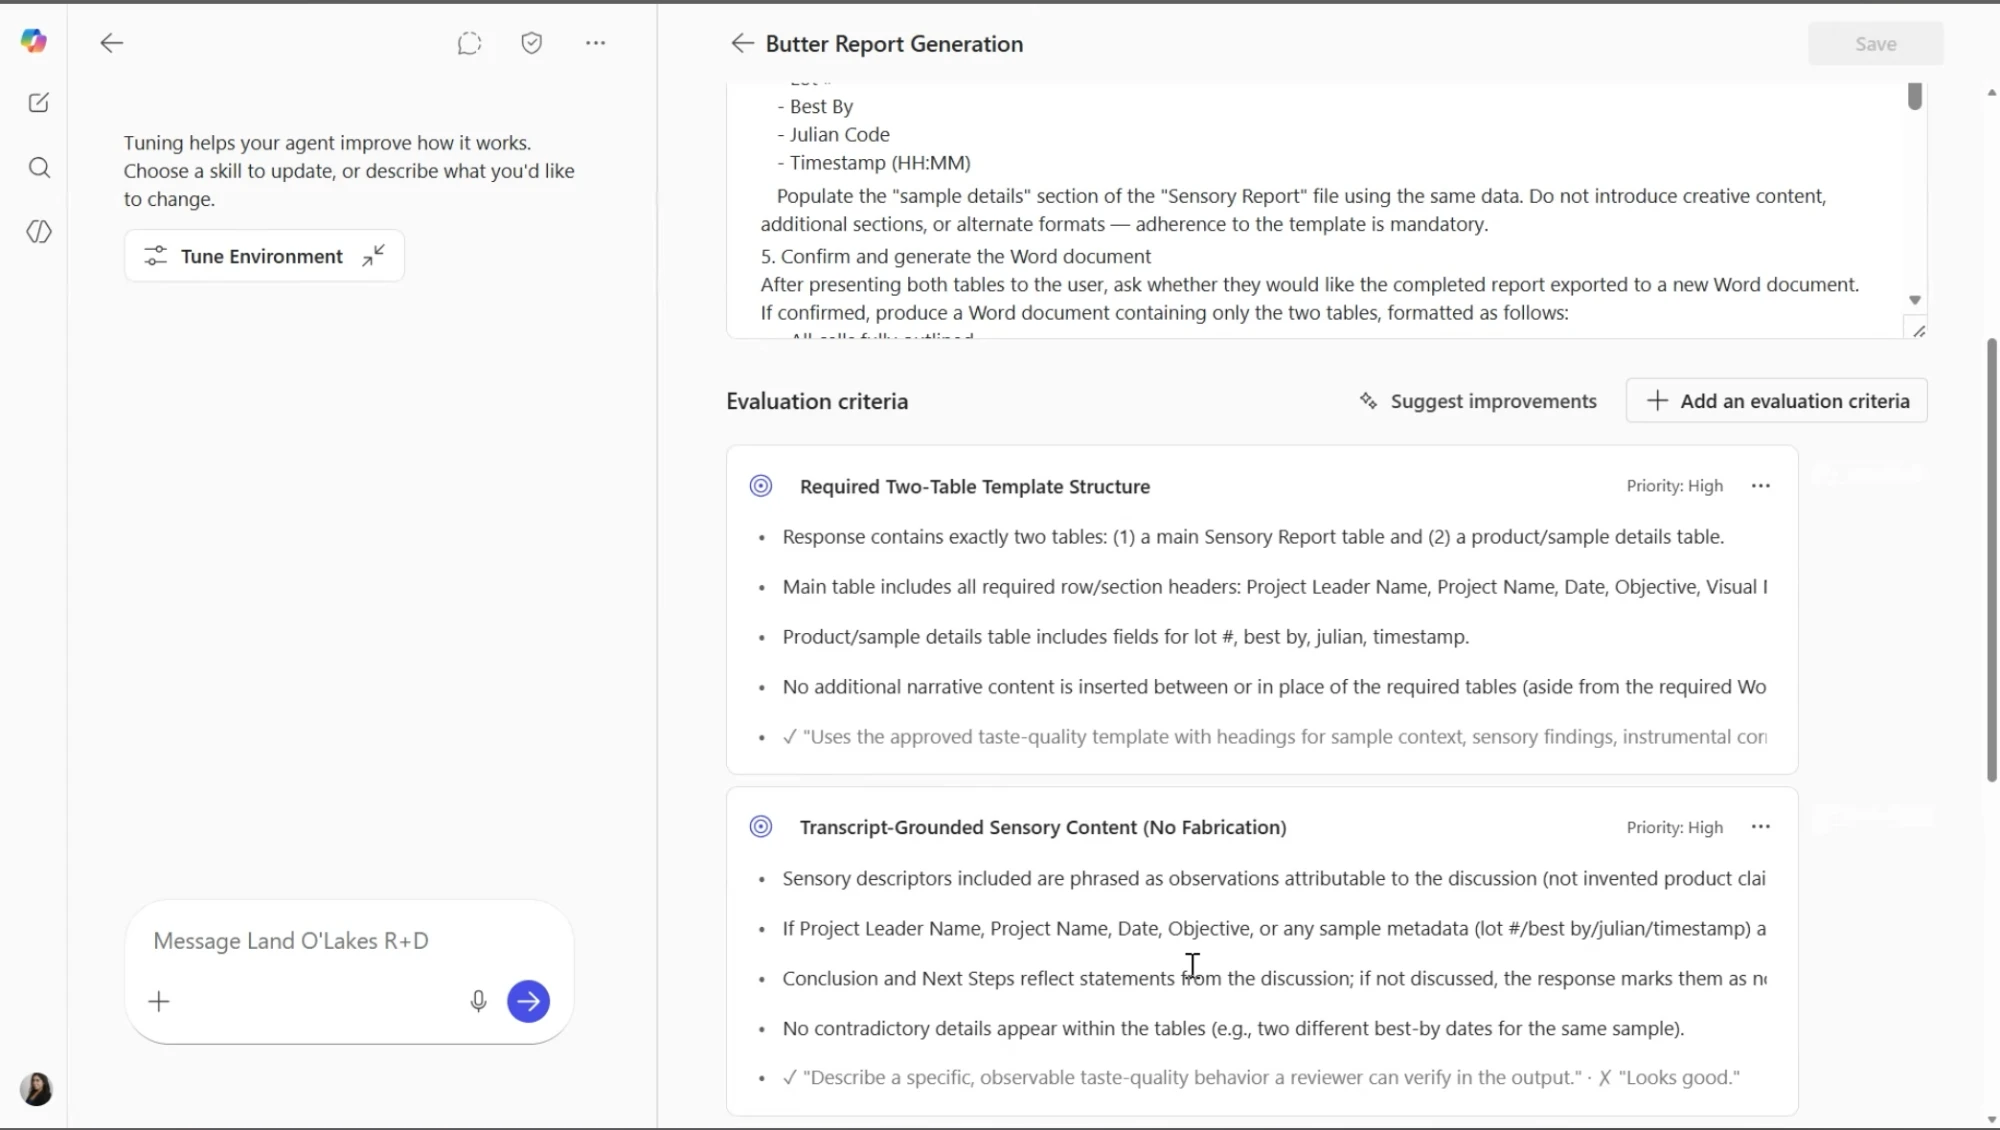 Tuning helps your agent improve how it works.
Choose a skill to update, or describe what you'd like
to change.
Tune Environment
Message Land O'Lakes R+D
Butter Report Generation
Save
- Best By
- Julian Code
- Timestamp (HH:MM)
Populate the "sample details" section of the "Sensory Report" file using the same data. Do not introduce creative content,
additional sections, or alternate formats — adherence to the template is mandatory.
5. Confirm and generate the Word document
After presenting both tables to the user, ask whether they would like the completed report exported to a new Word document.
If confirmed, produce a Word document containing only the two tables, formatted as follows:
Evaluation criteria
Suggest improvements
Add an evaluation criteria
Required Two-Table Template Structure
Priority: High
• Response contains exactly two tables: (1) a main Sensory Report table and (2) a product/sample details table.
• Main table includes all required row/section headers: Project Leader Name, Project Name, Date, Objective, Visual
• Product/sample details table includes fields for lot #, best by, julian, timestamp.
• No additional narrative content is inserted between or in place of the required tables (aside from the required Wo
• ✓ "Uses the approved taste-quality template with headings for sample context, sensory findings, instrumental
Transcript-Grounded Sensory Content (No Fabrication)
Priority: High
• Sensory descriptors included are phrased as observations attributable to the discussion (not invented product clai
• If Project Leader Name, Project Name, Date, Objective, or any sample metadata (lot #/best by/julian/timestamp) a
• Conclusion and Next Steps reflect statements from the discussion; if not discussed, the response marks them as
• No contradictory details appear within the tables (e.g., two different best-by dates for the same sample).
• ✓ "Describe a specific, observable taste-quality behavior a reviewer can verify in the output." · ✗ "Looks good."